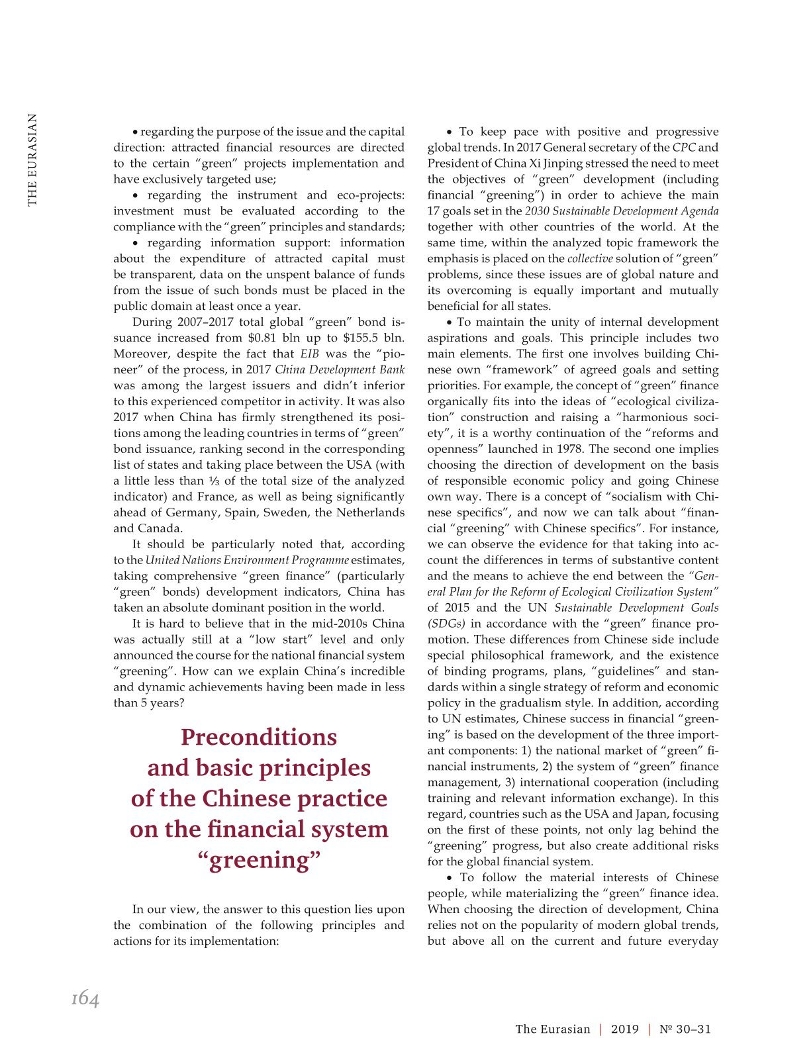 THE EURASIAN
• regarding the purpose of the issue and the capital
direction: attracted financial resources are directed
to the certain “green” projects implementation and
have exclusively targeted use;
• regarding the instrument and eco-projects:
investment must be evaluated according to the
compliance with the “green” principles and standards;
• regarding information support: information
about the expenditure of attracted capital must
be transparent, data on the unspent balance of funds
from the issue of such bonds must be placed in the
public domain at least once a year.
During 2007–2017 total global “green” bond is-
suance increased from $0.81 bln up to $155.5 bln.
Moreover, despite the fact that EIB was the “pio-
neer” of the process, in 2017 China Development Bank
was among the largest issuers and didn’t inferior
to this experienced competitor in activity. It was also
2017 when China has firmly strengthened its posi-
tions among the leading countries in terms of “green”
bond issuance, ranking second in the corresponding
list of states and taking place between the USA (with
a little less than ⅓ of the total size of the analyzed
indicator) and France, as well as being significantly
ahead of Germany, Spain, Sweden, the Netherlands
and Canada.
It should be particularly noted that, according
to the United Nations Environment Programme estimates,
taking comprehensive “green finance” (particularly
“green” bonds) development indicators, China has
taken an absolute dominant position in the world.
It is hard to believe that in the mid-2010s China
was actually still at a “low start” level and only
announced the course for the national financial system
“greening”. How can we explain China’s incredible
and dynamic achievements having been made in less
than 5 years?
Preconditions
and basic principles
of the Chinese practice
on the financial system
“greening”
In our view, the answer to this question lies upon
the combination of the following principles and
actions for its implementation:
• To keep pace with positive and progressive
global trends. In 2017 General secretary of the CPC and
President of China Xi Jinping stressed the need to meet
the objectives of “green” development (including
financial “greening”) in order to achieve the main
17 goals set in the 2030 Sustainable Development Agenda
together with other countries of the world. At the
same time, within the analyzed topic framework the
emphasis is placed on the collective solution of “green”
problems, since these issues are of global nature and
its overcoming is equally important and mutually
beneficial for all states.
• To maintain the unity of internal development
aspirations and goals. This principle includes two
main elements. The first one involves building Chi-
nese own “framework” of agreed goals and setting
priorities. For example, the concept of “green” finance
organically fits into the ideas of “ecological civiliza-
tion” construction and raising a “harmonious soci-
ety”, it is a worthy continuation of the “reforms and
openness” launched in 1978. The second one implies
choosing the direction of development on the basis
of responsible economic policy and going Chinese
own way. There is a concept of “socialism with Chi-
nese specifics”, and now we can talk about “finan-
cial “greening” with Chinese specifics”. For instance,
we can observe the evidence for that taking into ac-
count the differences in terms of substantive content
and the means to achieve the end between the “Gen-
eral Plan for the Reform of Ecological Civilization System”
of 2015 and the UN Sustainable Development Goals
(SDGs) in accordance with the “green” finance pro-
motion. These differences from Chinese side include
special philosophical framework, and the existence
of binding programs, plans, “guidelines” and stan-
dards within a single strategy of reform and economic
policy in the gradualism style. In addition, according
to UN estimates, Chinese success in financial “green-
ing” is based on the development of the three import-
ant components: 1) the national market of “green” fi-
nancial instruments, 2) the system of “green” finance
management, 3) international cooperation (including
training and relevant information exchange). In this
regard, countries such as the USA and Japan, focusing
on the first of these points, not only lag behind the
“greening” progress, but also create additional risks
for the global financial system.
• To follow the material interests of Chinese
people, while materializing the “green” finance idea.
When choosing the direction of development, China
relies not on the popularity of modern global trends,
but above all on the current and future everyday
164
The Eurasian | 2019 | № 30–31